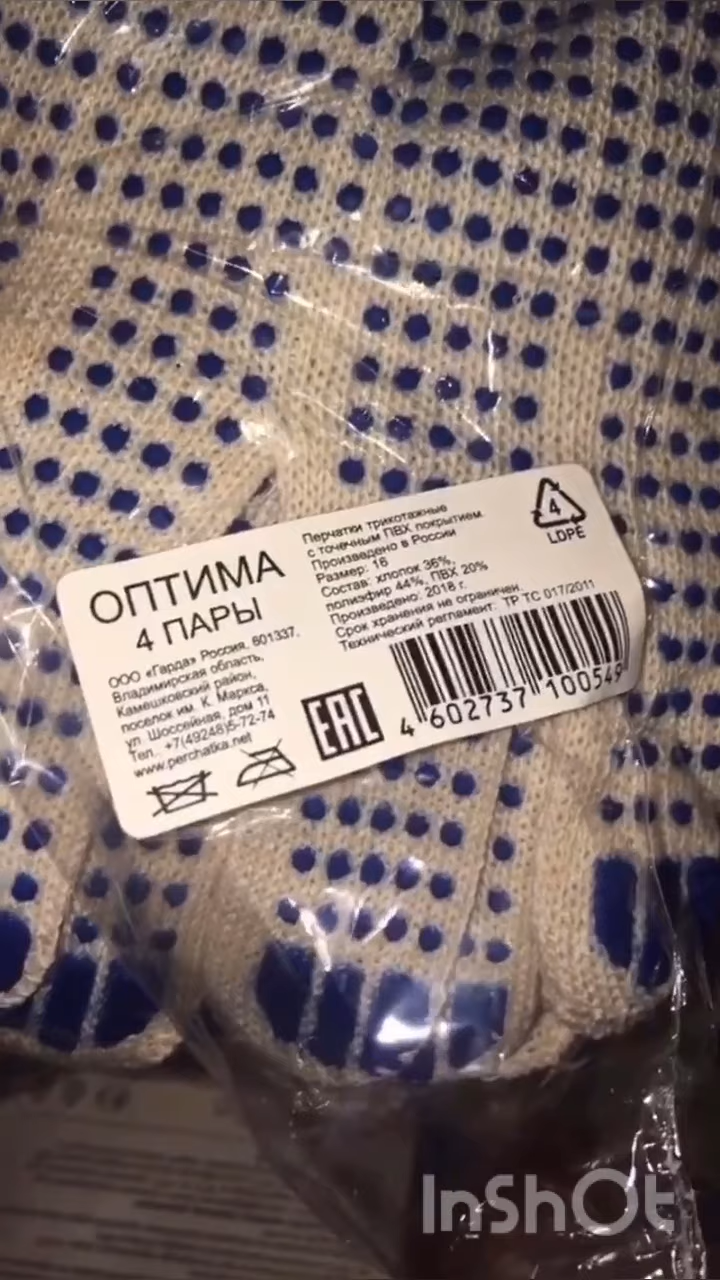 ОПТИМА
4 ПАРЫ
ООО «Гарда» Россия, 601337,
Владимирская область,
Камешковский район,
поселок им. К. Маркса,
ул. Шоссейная, дом 11
Тел.: +7(49248)5-72-74
www.perchatka.net
Перчатки трикотажные
с точечным ПВХ покрытием.
Произведено в России
Размер: 16
Состав: хлопок 36%,
полиэфир 44%, ПВХ 20%
Произведено: 2018 г.
Срок хранения не ограничен.
Технический регламент: ТР ТС 017/2011
4
LDPE
EAC
4 602737 100549
InShOt